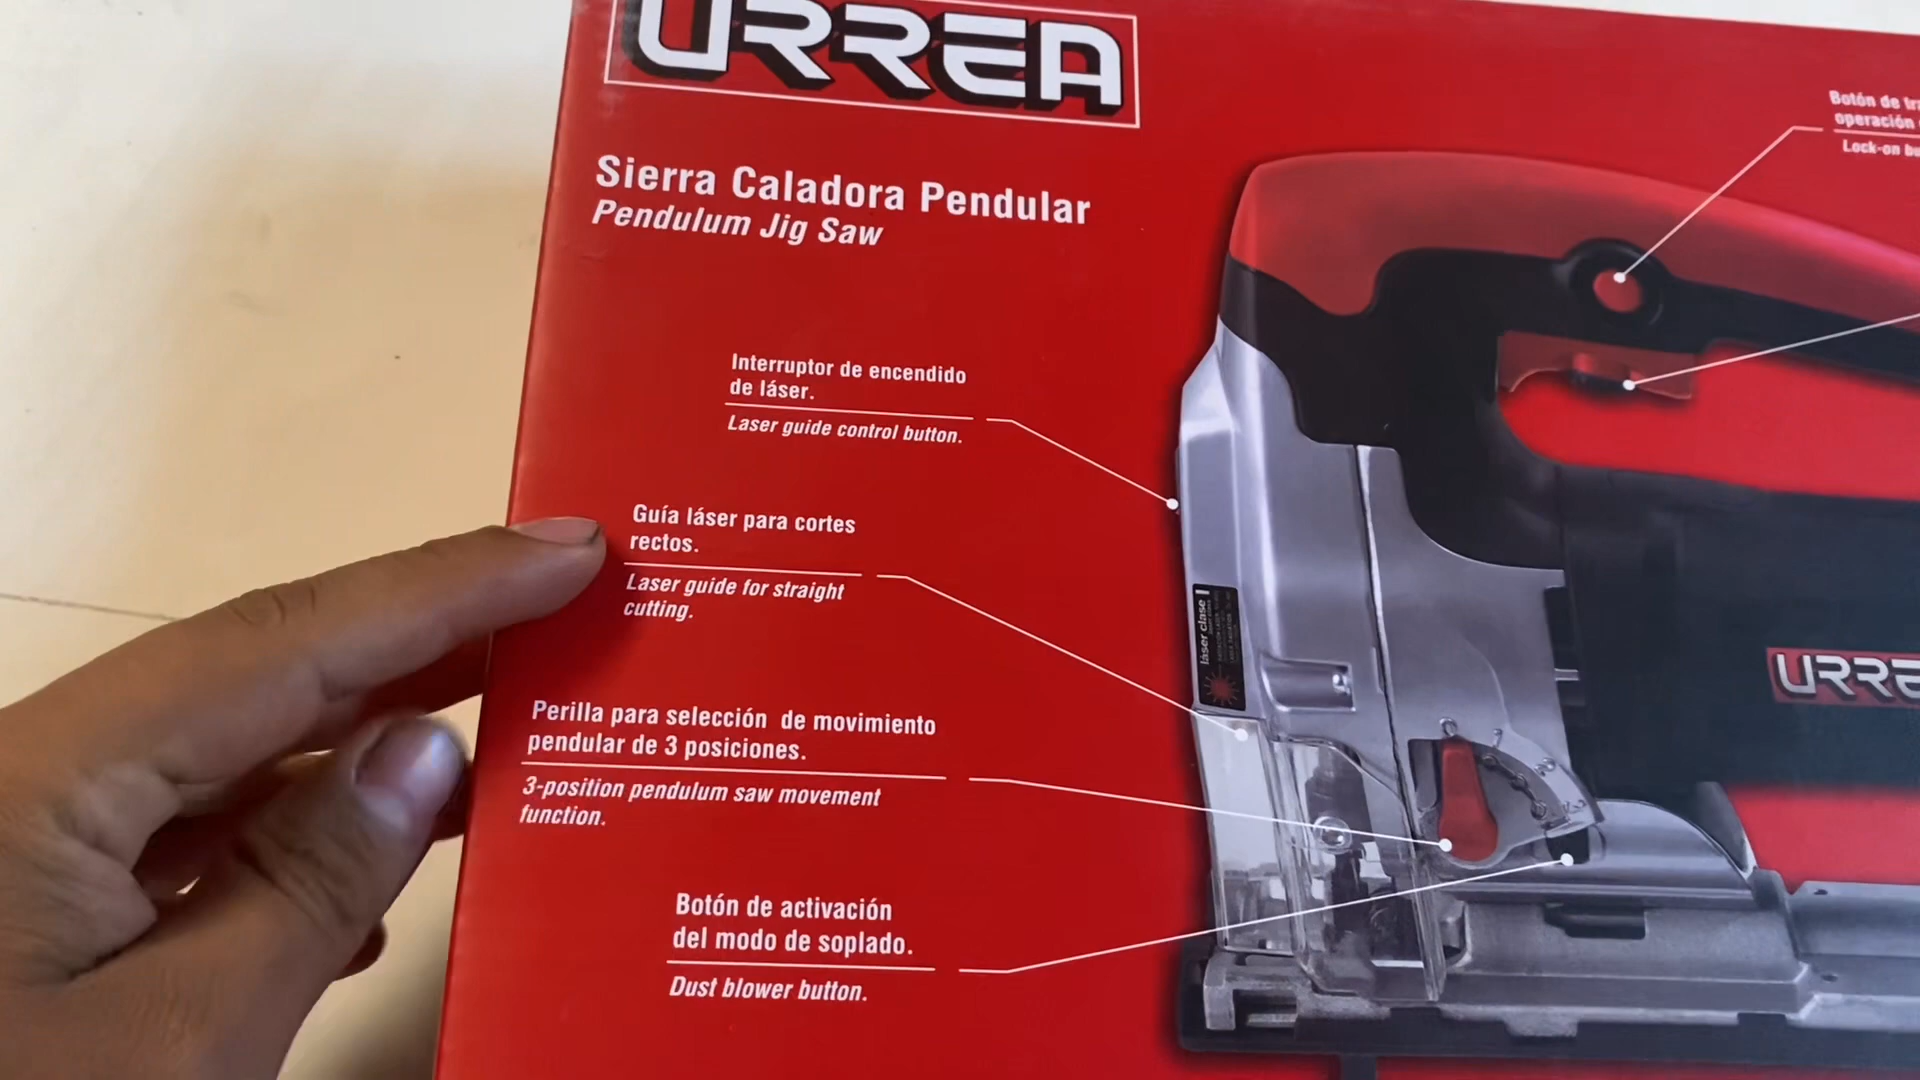 URREA
Sierra Caladora Pendular
Pendulum Jig Saw
Botón de
operación
Lock-on
Interruptor de encendido
de láser.
Laser guide control button.
Guía láser para cortes
rectos.
Laser guide for straight
cutting.
láser clase 1
URREA
Perilla para selección de movimiento
pendular de 3 posiciones.
3-position pendulum saw movement
function.
Botón de activación
del modo de soplado.
Dust blower button.